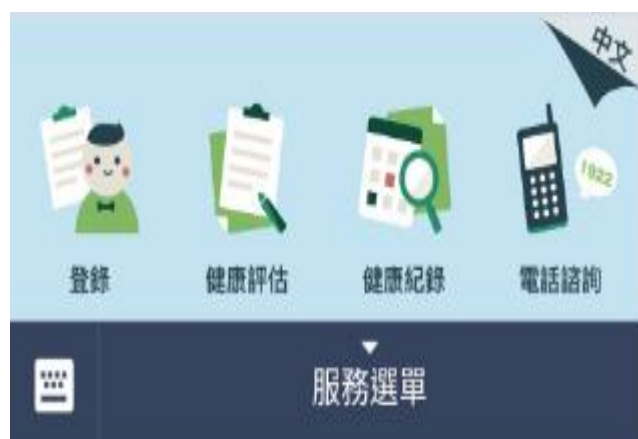 中文
1922
登錄
健康評估
健康紀錄
電話諮詢
服務選單